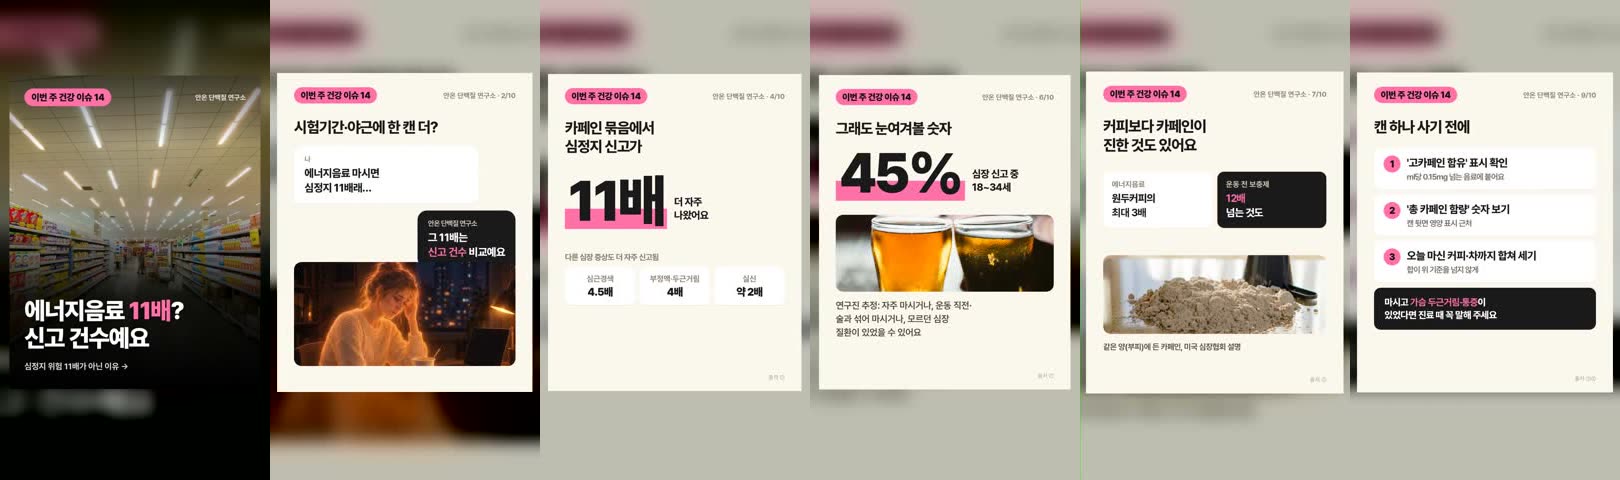 이번 주 건강 이슈 14
안은 단백질 연구소
에너지음료 11배?
신고 건수예요
심정지 위험 11배가 아닌 이유 →
이번 주 건강 이슈 14
안은 단백질 연구소 · 2/10
시험기간·야근에 한 캔 더?
나
에너지음료 마시면
심정지 11배래...
안은 단백질 연구소
그 11배는
신고 건수 비교예요
이번 주 건강 이슈 14
안은 단백질 연구소 · 4/10
카페인 묶음에서
심정지 신고가
11배
더 자주
나왔어요
다른 심장 증상도 더 자주 신고됨
심근경색
4.5배
부정맥·두근거림
4배
실신
약 2배
이번 주 건강 이슈 14
안은 단백질 연구소 · 6/10
그래도 눈여겨볼 숫자
45%
심장 신고 중
18~34세
연구진 추정: 자주 마시거나, 운동 직전·
술과 섞어 마시거나, 모르던 심장
질환이 있었을 수 있어요
이번 주 건강 이슈 14
안은 단백질 연구소 · 7/10
커피보다 카페인이
진한 것도 있어요
에너지음료
원두커피의
최대 3배
운동 전 보충제
12배
넘는 것도
같은 양(부피)에 든 카페인, 미국 심장협회 설명
이번 주 건강 이슈 14
안은 단백질 연구소 · 9/10
캔 하나 사기 전에
1
'고카페인 함유' 표시 확인
ml당 0.15mg 넘는 음료에 붙어요
2
'총 카페인 함량' 숫자 보기
캔 뒷면 영양 표시 근처
3
오늘 마신 커피·차까지 합쳐 세기
합이 위 기준을 넘지 않게
마시고 가슴 두근거림·통증이
있었다면 진료 때 꼭 말해 주세요